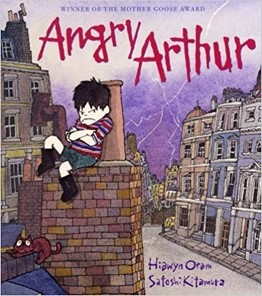 WINNER OF THE MOTHER GOOSE AWARD
Angry
Arthur
Hiawyn Oram
Satoshi Kitamura